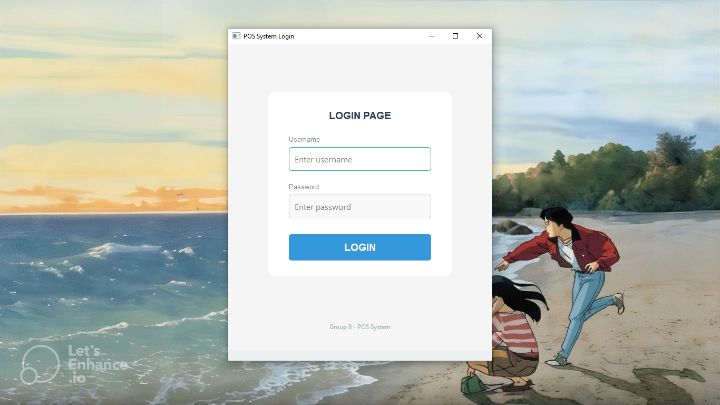 POS System Login
LOGIN PAGE
Username
Enter username
Password
Enter password
LOGIN
Group 8 - POS System
Let's
Enhance
.io